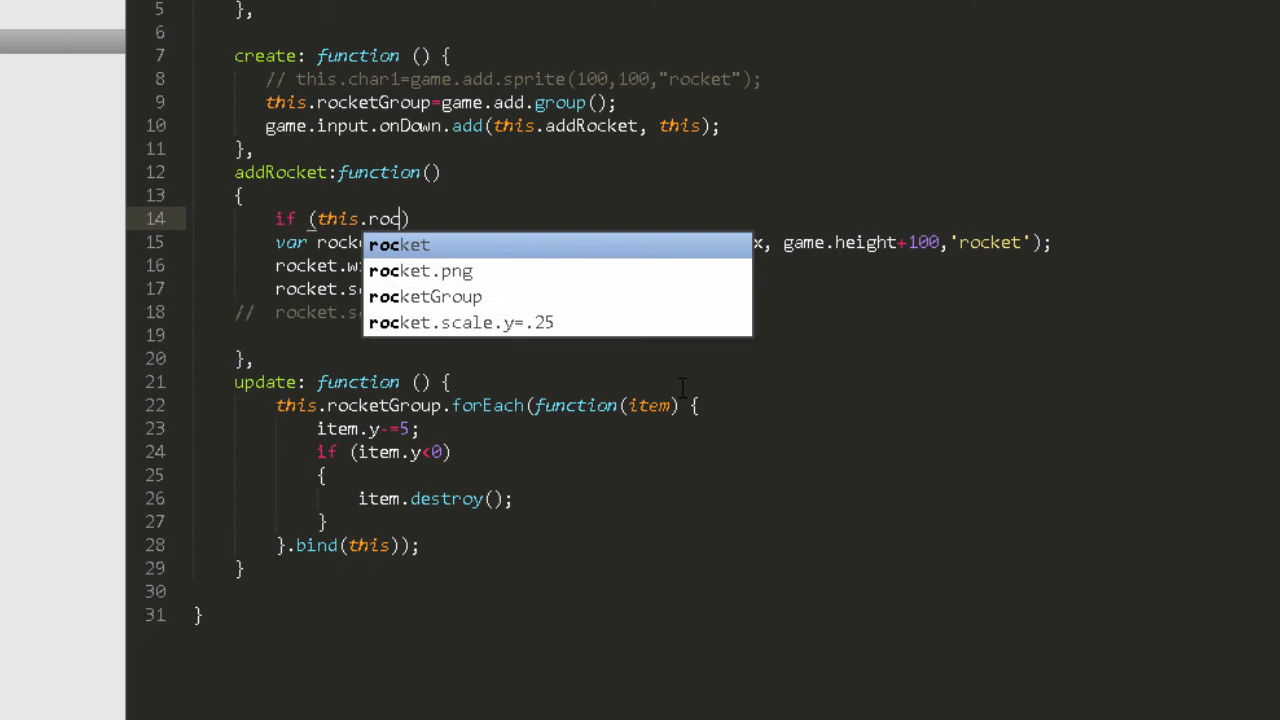 5 },
6
7 create: function () {
8 // this.char1=game.add.sprite(100,100,"rocket");
9 this.rocketGroup=game.add.group();
10 game.input.onDown.add(this.addRocket, this);
11 },
12 addRocket:function()
13 {
14 if (this.roc)
15 var rocke x, game.height+100,'rocket');
rocket
16 rocket.w
rocket.png
17 rocket.s
rocketGroup
18 // rocket.s
rocket.scale.y=.25
19
20 },
21 update: function () {
22 this.rocketGroup.forEach(function(item) {
23 item.y-=5;
24 if (item.y<0)
25 {
26 item.destroy();
27 }
28 }.bind(this));
29 }
30
31 }